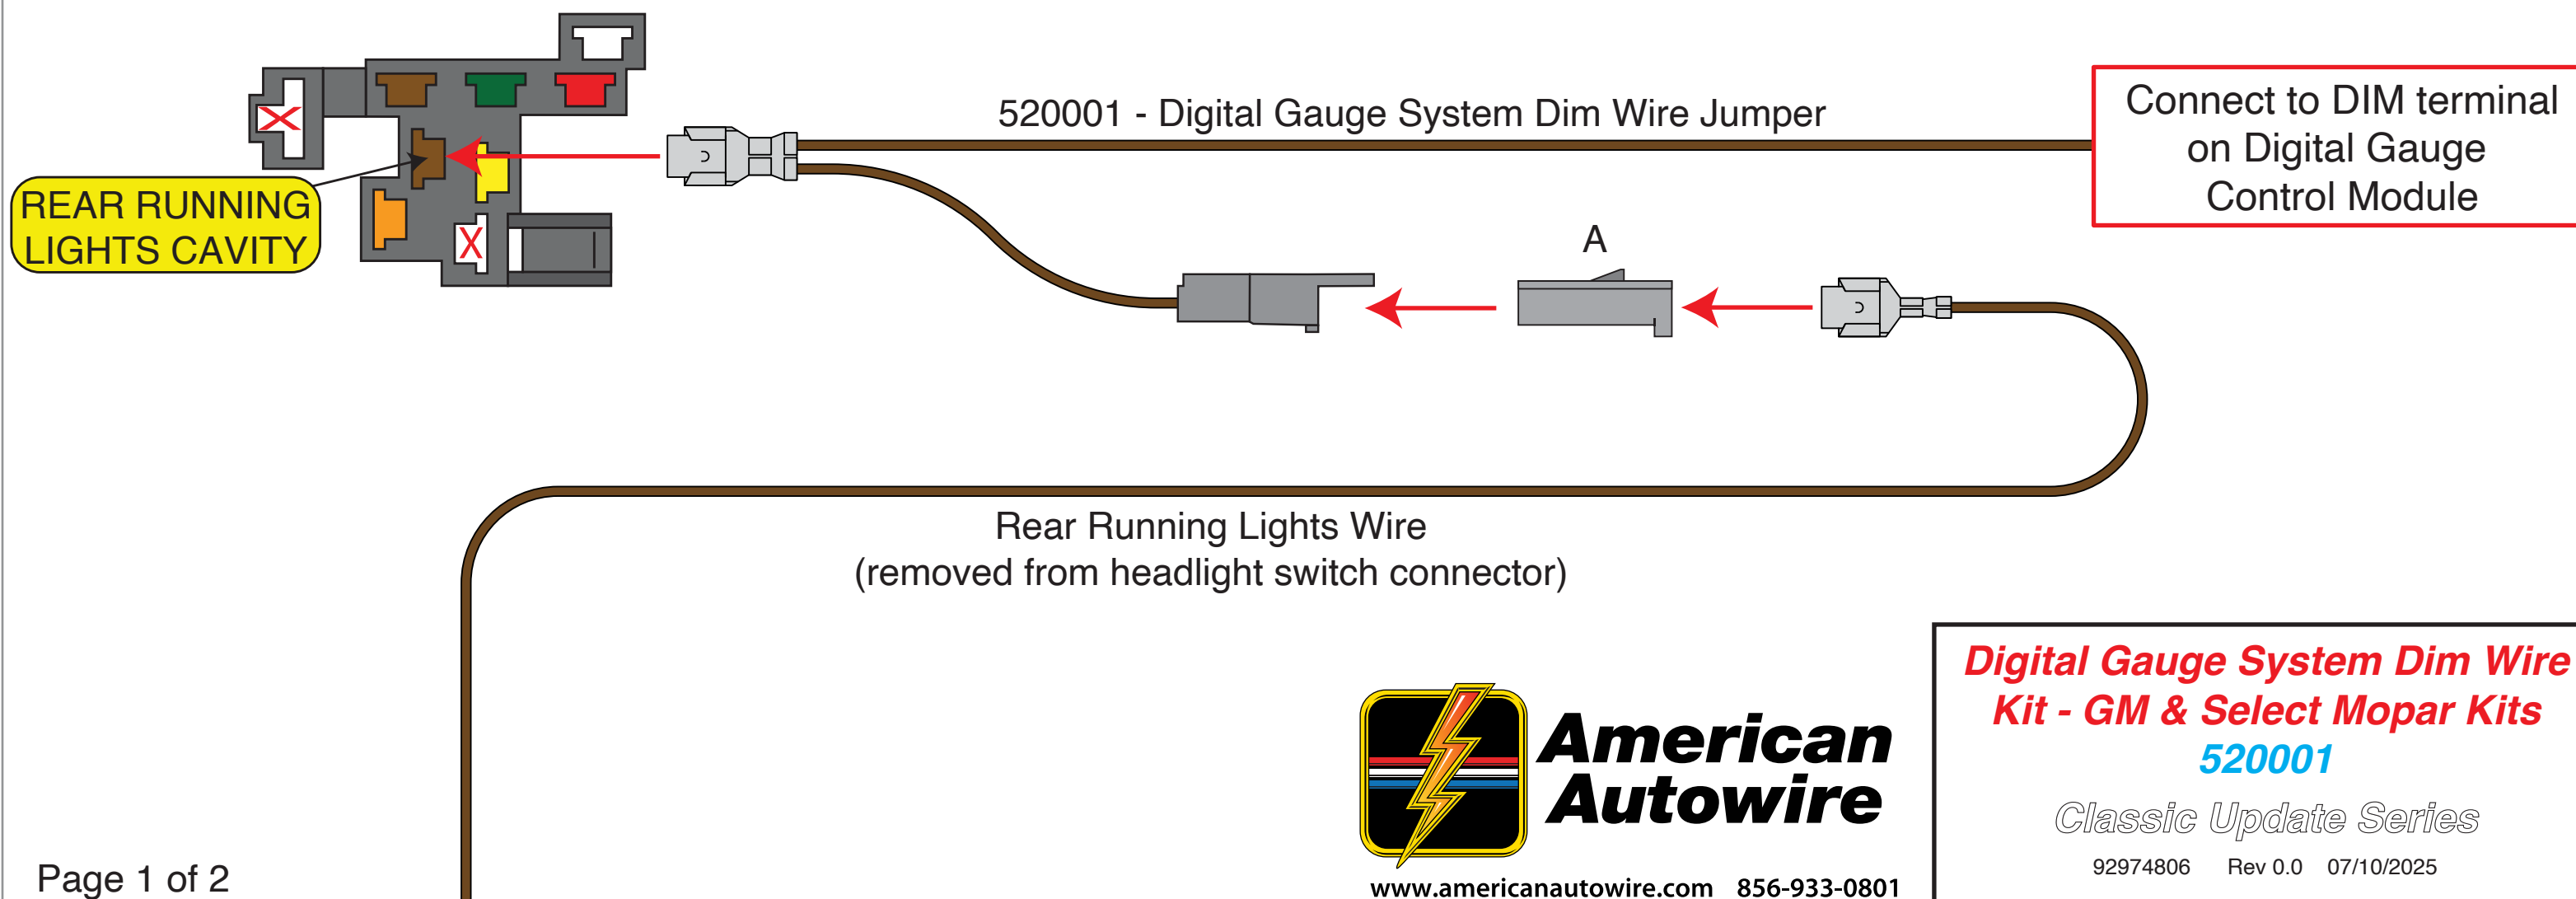 520001 - Digital Gauge System Dim Wire Jumper
Connect to DIM terminal
on Digital Gauge
Control Module
REAR RUNNING
LIGHTS CAVITY
X
X
A
Rear Running Lights Wire
(removed from headlight switch connector)
American
Autowire
www.americanautowire.com 856-933-0801
Digital Gauge System Dim Wire
Kit - GM & Select Mopar Kits
520001
Classic Update Series
92974806 Rev 0.0 07/10/2025
Page 1 of 2